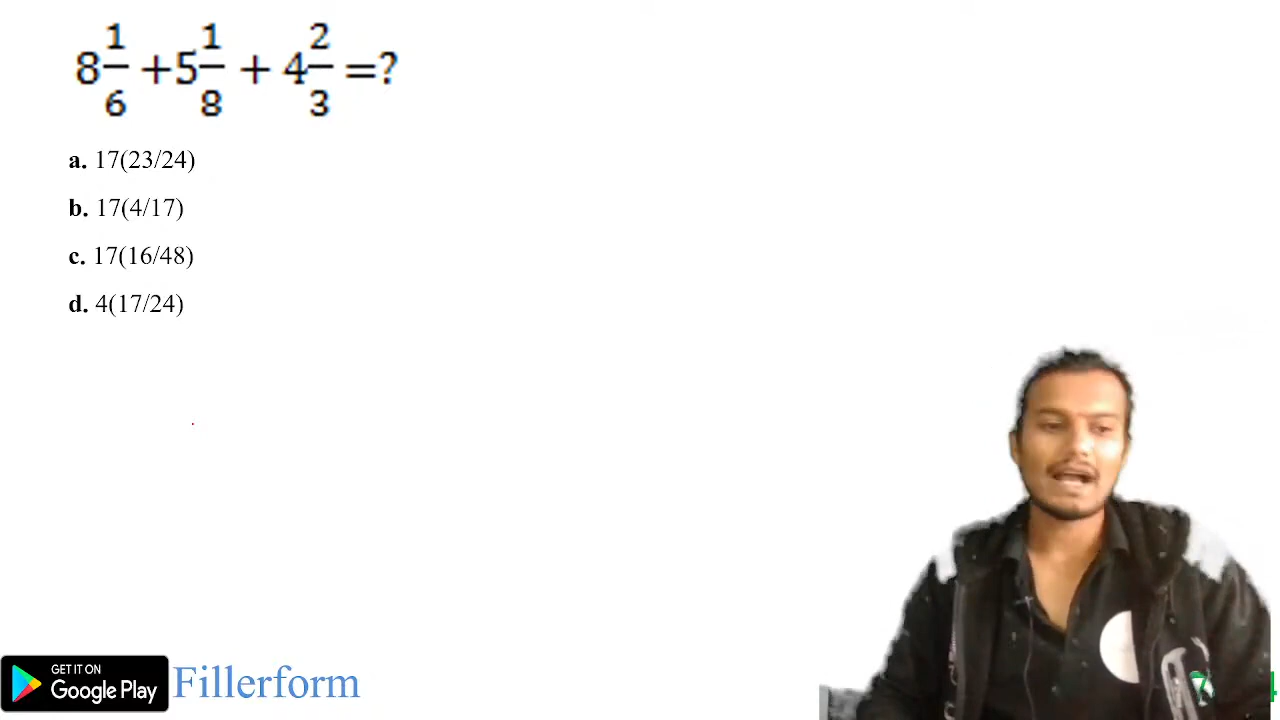 8 1/6 + 5 1/8 + 4 2/3 =?
a. 17(23/24)
b. 17(4/17)
c. 17(16/48)
d. 4(17/24)
GET IT ON
Google Play
Fillerform